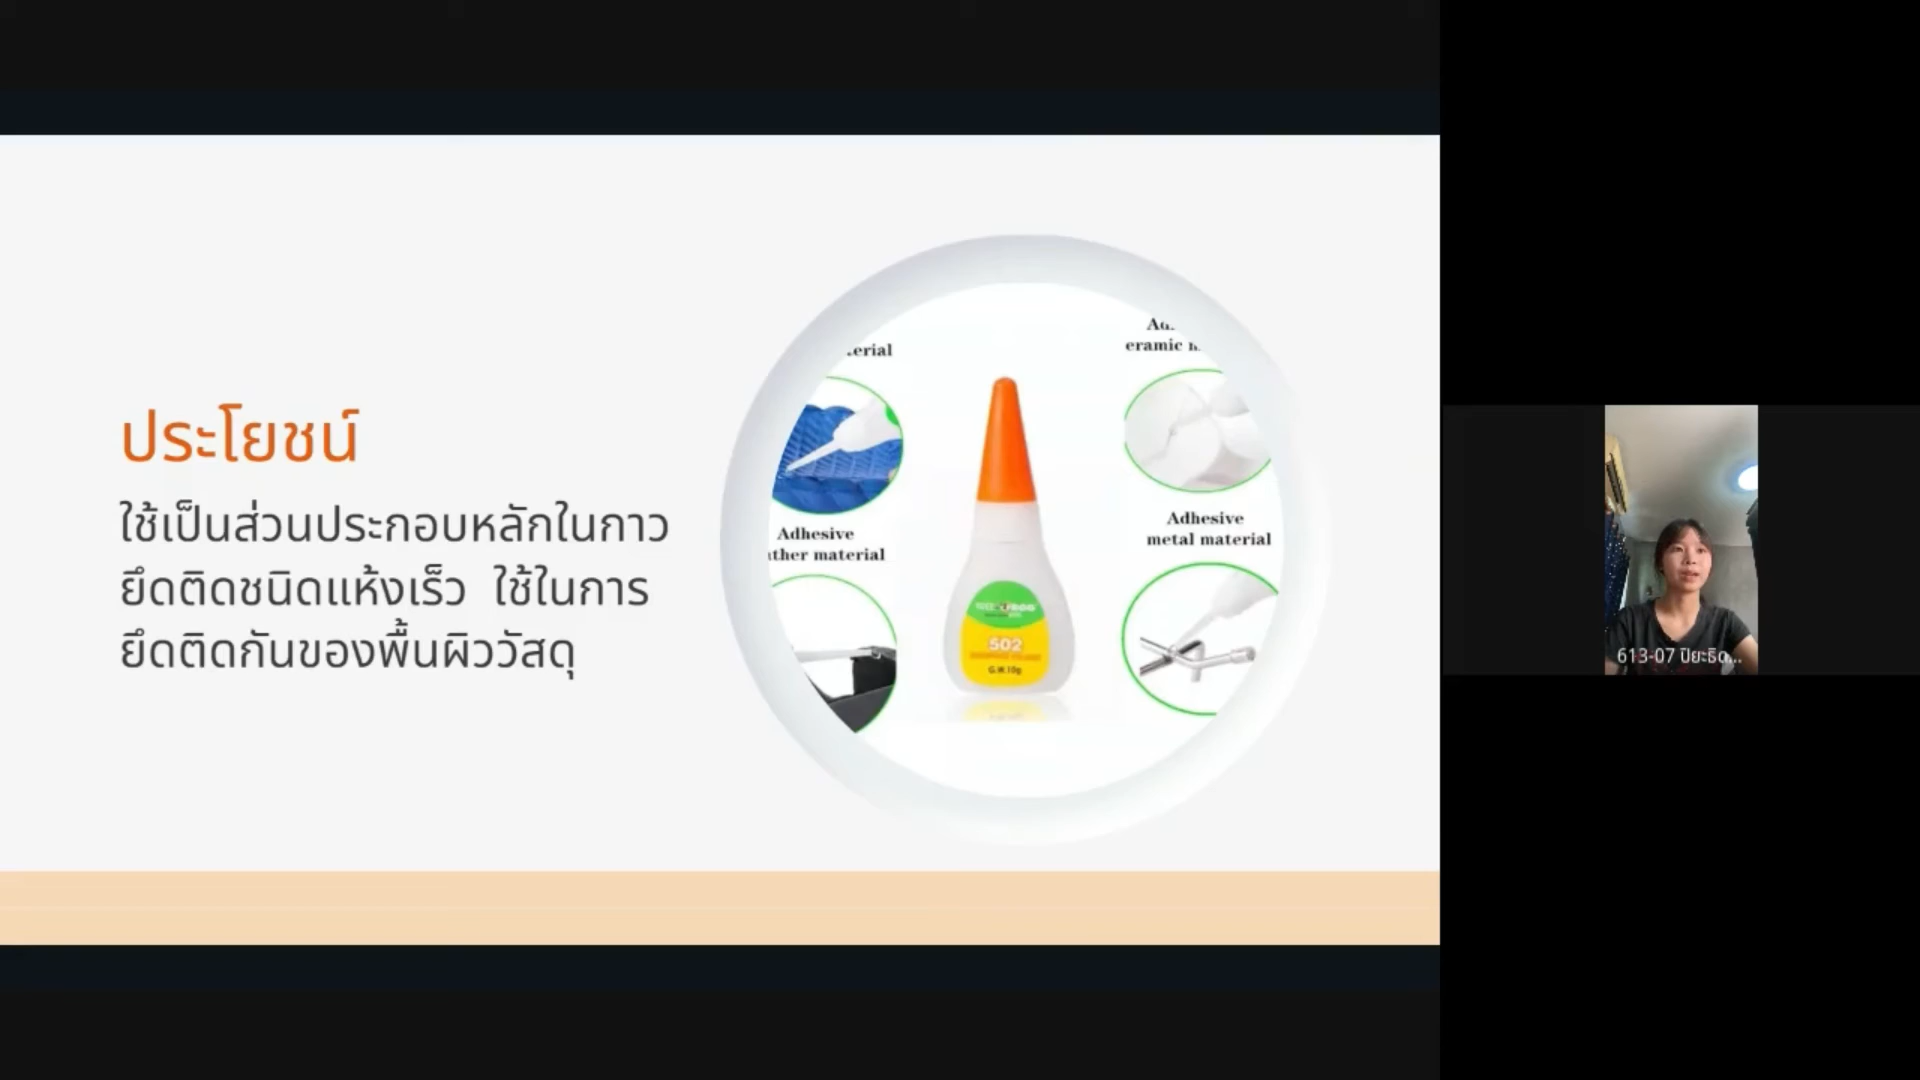 ประโยชน์
ใช้เป็นส่วนประกอบหลักในกาว
ยึดติดชนิดแห้งเร็ว ใช้ในการ
ยึดติดกันของพื้นผิววัสดุ
Adhesive
material
Adhesive
metal material
502
G.W.10g
613-07 ปิยะธิด...